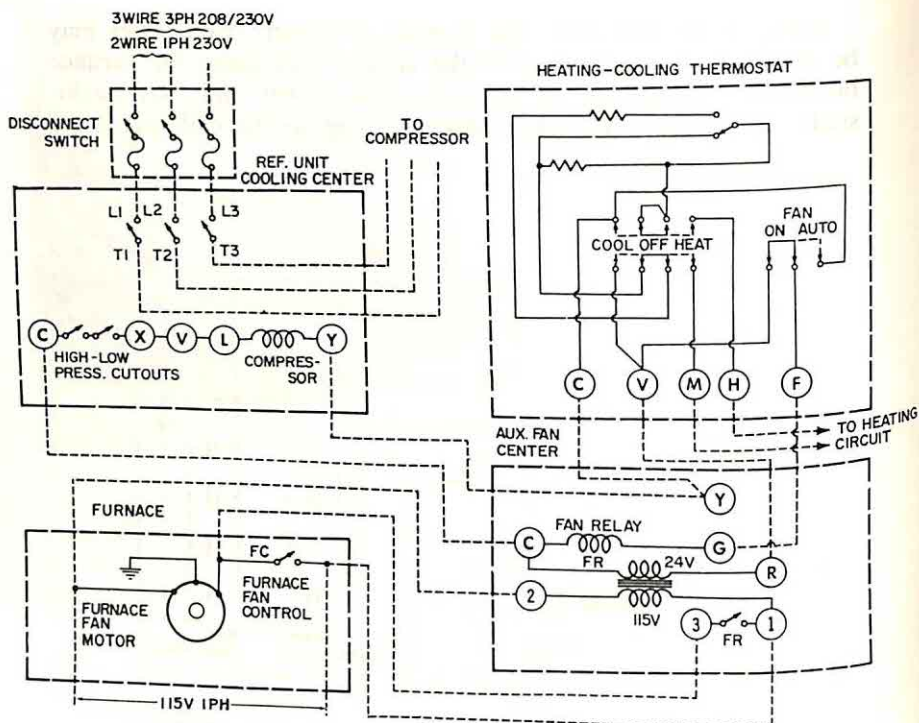 3WIRE 3PH 208/230V
2WIRE 1PH 230V
DISCONNECT
SWITCH
REF. UNIT
COOLING CENTER
TO
COMPRESSOR
L1 L2 L3
T1 T2 T3
C X V L Y
HIGH-LOW
PRESS. CUTOUTS
COMPRES-
SOR
HEATING-COOLING THERMOSTAT
COOL OFF HEAT
FAN
ON AUTO
C V M H F
TO HEATING
CIRCUIT
AUX. FAN
CENTER
Y
C FAN RELAY G
FR 24V R
2
115V
3 FR 1
FURNACE
FC
FURNACE
FAN
CONTROL
FURNACE
FAN
MOTOR
115V 1PH